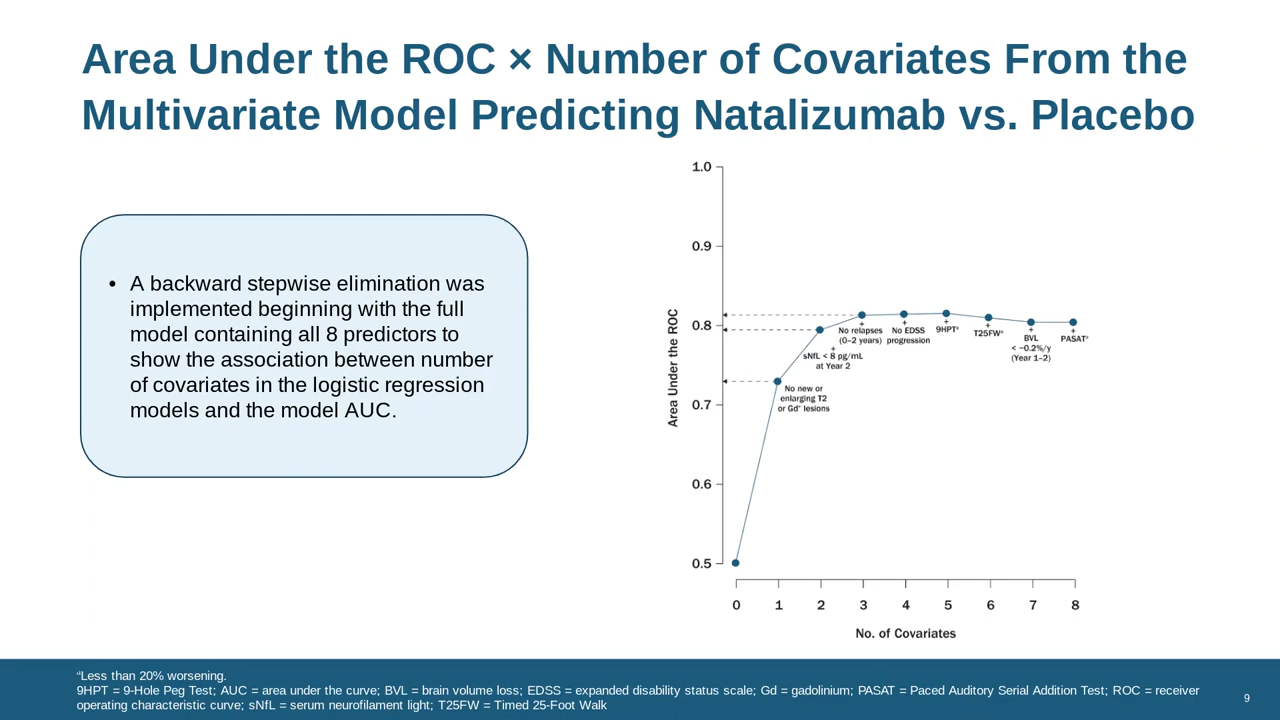 Area Under the ROC × Number of Covariates From the
Multivariate Model Predicting Natalizumab vs. Placebo
• A backward stepwise elimination was
implemented beginning with the full
model containing all 8 predictors to
show the association between number
of covariates in the logistic regression
models and the model AUC.
Area Under the ROC
1.0
0.9
0.8
0.7
0.6
0.5
No new or
enlarging T2
or Gd⁺ lesions
+
sNfL < 8 pg/mL
at Year 2
+
No relapses
(0–2 years)
+
No EDSS
progression
+
9HPTᵃ
+
T25FWᵃ
+
BVL
< −0.2%/y
(Year 1–2)
+
PASATᵃ
0 1 2 3 4 5 6 7 8
No. of Covariates
ᵃLess than 20% worsening.
9HPT = 9-Hole Peg Test; AUC = area under the curve; BVL = brain volume loss; EDSS = expanded disability status scale; Gd = gadolinium; PASAT = Paced Auditory Serial Addition Test; ROC = receiver
operating characteristic curve; sNfL = serum neurofilament light; T25FW = Timed 25-Foot Walk
9